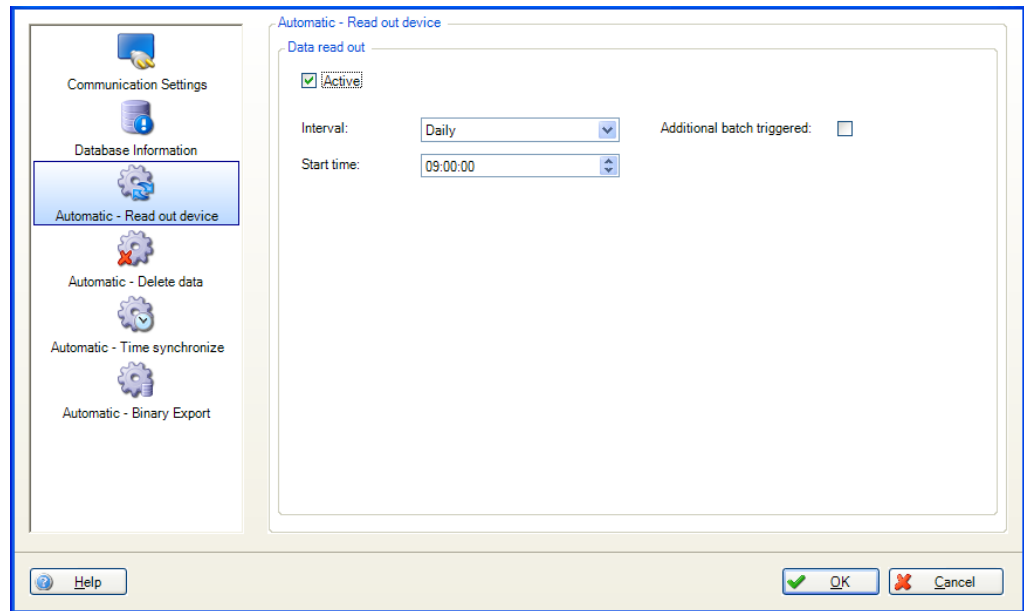 Communication Settings
Database Information
Automatic - Read out device
Automatic - Delete data
Automatic - Time synchronize
Automatic - Binary Export
Automatic - Read out device
Data read out
Active
Interval: Daily Additional batch triggered:
Start time: 09:00:00
Help OK Cancel